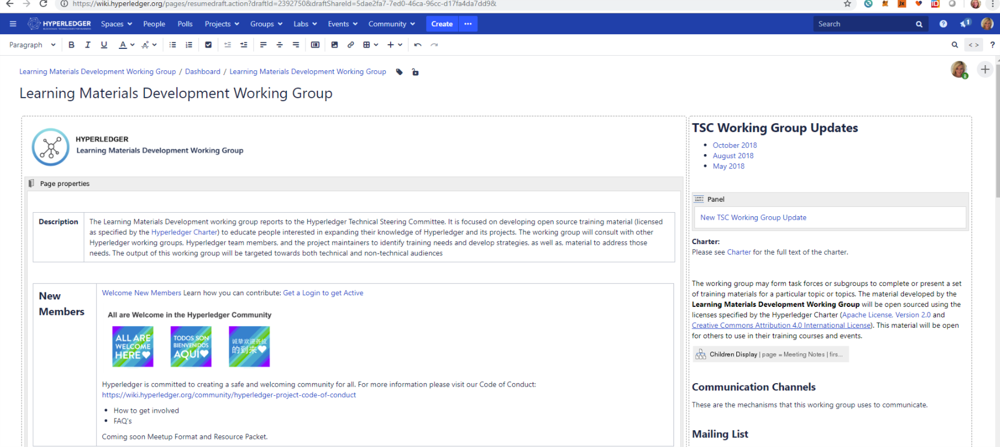 https://wiki.hyperledger.org/pages/resumedraft.action?draftId=2392750&draftShareId=5dae2fa7-7ed0-46ca-96cc-d17fa4da7dd9&
HYPERLEDGER
BLOCKCHAIN TECHNOLOGIES FOR BUSINESS
Spaces People Polls Projects Groups Labs Events Community Create ••• Search 1
Paragraph B I U A < > ?
Learning Materials Development Working Group / Dashboard / Learning Materials Development Working Group
Learning Materials Development Working Group
HYPERLEDGER
Learning Materials Development Working Group
Page properties
Description
The Learning Materials Development working group reports to the Hyperledger Technical Steering Committee. It is focused on developing open source training material (licensed
as specified by the Hyperledger Charter) to educate people interested in expanding their knowledge of Hyperledger and its projects. The working group will consult with other
Hyperledger working groups, Hyperledger team members, and the project maintainers to identify training needs and develop strategies, as well as, material to address those
needs. The output of this working group will be targeted towards both technical and non-technical audiences
New
Members
Welcome New Members Learn how you can contribute: Get a Login to get Active
All are Welcome in the Hyperledger Community
ALL ARE
WELCOME
HERE
TODOS SON
BIENVENIDOS
AQUÍ
诚挚欢迎各位
的到来
Hyperledger is committed to creating a safe and welcoming community for all. For more information please visit our Code of Conduct:
https://wiki.hyperledger.org/community/hyperledger-project-code-of-conduct
• How to get involved
• FAQ's
Coming soon Meetup Format and Resource Packet.
TSC Working Group Updates
• October 2018
• August 2018
• May 2018
Panel
New TSC Working Group Update
Charter:
Please see Charter for the full text of the charter.
The working group may form task forces or subgroups to complete or present a set
of training materials for a particular topic or topics. The material developed by the
Learning Materials Development Working Group will be open sourced using the
licenses specified by the Hyperledger Charter (Apache License, Version 2.0 and
Creative Commons Attribution 4.0 International License). This material will be open
for others to use in their training courses and events.
Children Display | page = Meeting Notes | firs...
Communication Channels
These are the mechanisms that this working group uses to communicate.
Mailing List